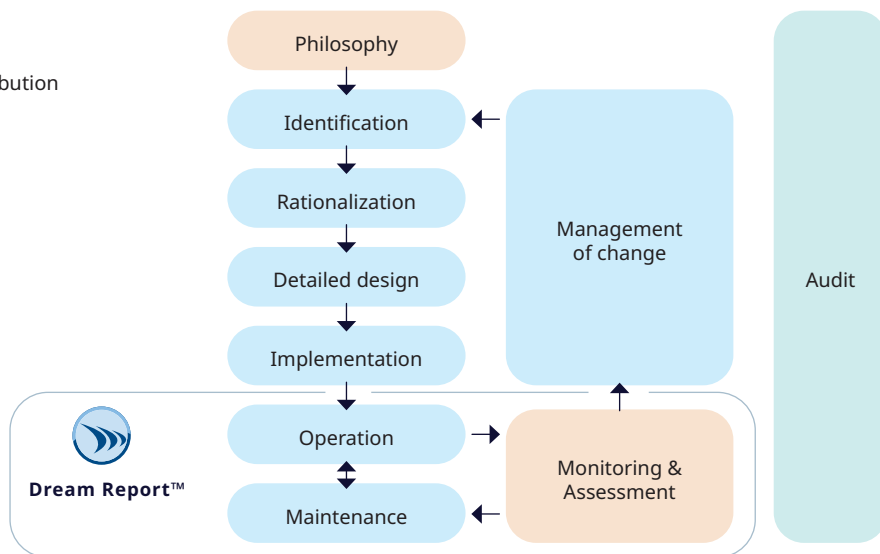 Philosophy
bution
Identification
Rationalization
Management
of change
Detailed design
Audit
Implementation
Operation
Monitoring &
Assessment
Dream Report™
Maintenance